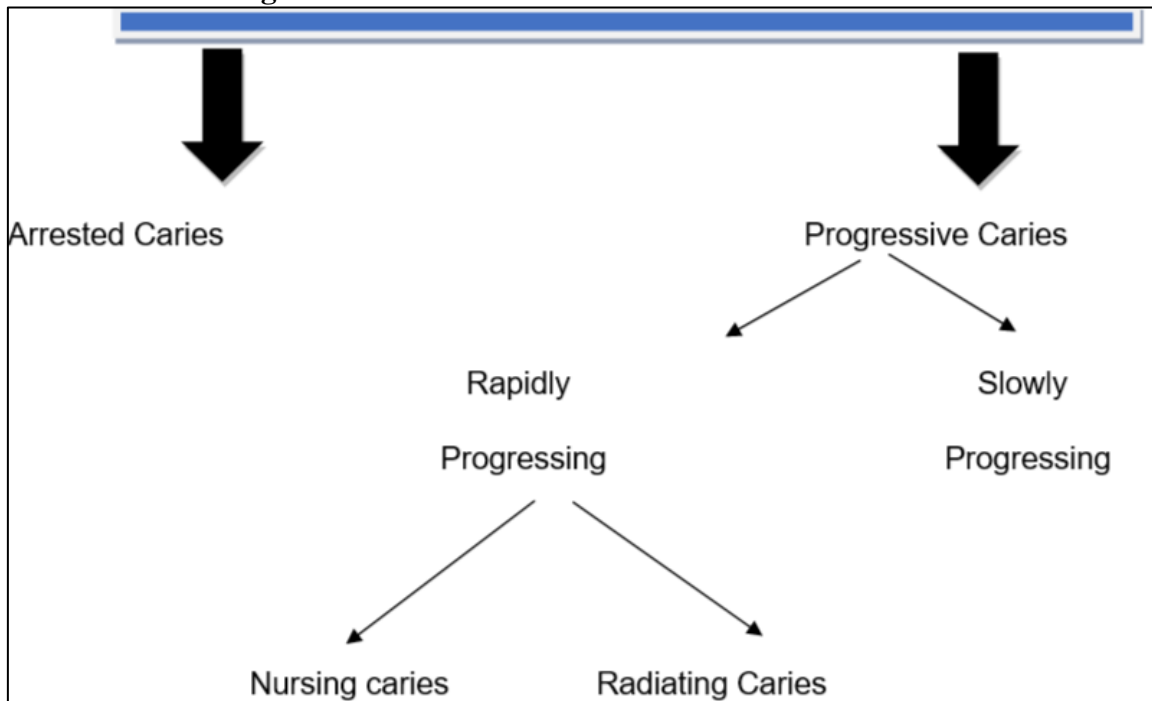 Arrested Caries
Progressive Caries
Rapidly
Progressing
Slowly
Progressing
Nursing caries
Radiating Caries